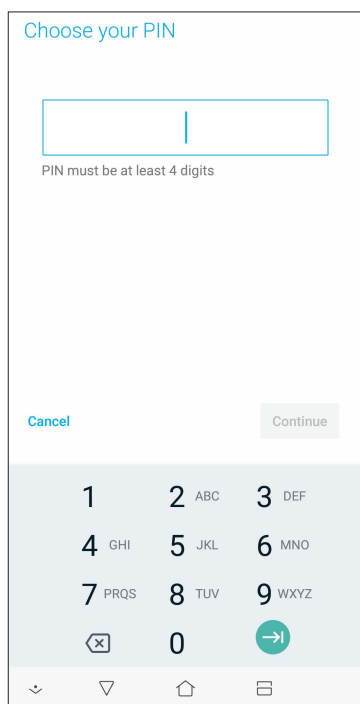 Choose your PIN
PIN must be at least 4 digits
Cancel Continue
1 2 ABC 3 DEF
4 GHI 5 JKL 6 MNO
7 PRQS 8 TUV 9 WXYZ
0